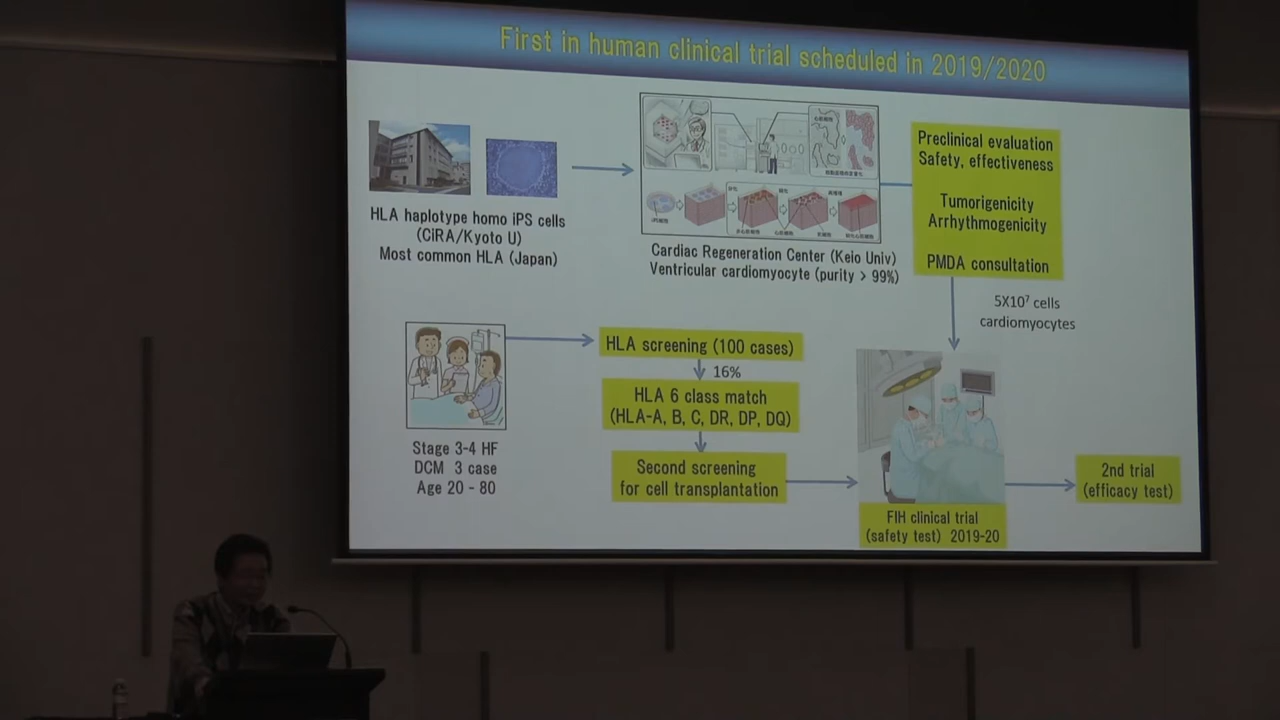 First in human clinical trial scheduled in 2019/2020
HLA haplotype homo iPS cells
(CiRA/Kyoto U)
Most common HLA (Japan)
Cardiac Regeneration Center (Keio Univ)
Ventricular cardiomyocyte (purity > 99%)
Preclinical evaluation
Safety, effectiveness
Tumorigenicity
Arrhythmogenicity
PMDA consultation
5X10⁷ cells
cardiomyocytes
Stage 3-4 HF
DCM 3 case
Age 20 - 80
HLA screening (100 cases)
16%
HLA 6 class match
(HLA-A, B, C, DR, DP, DQ)
Second screening
for cell transplantation
FIH clinical trial
(safety test) 2019-20
2nd trial
(efficacy test)